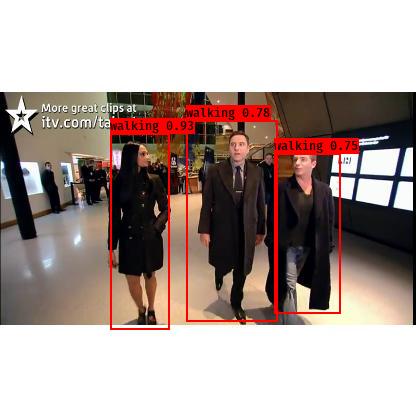 More great clips at
itv.com/ta
walking 0.93
walking 0.78
walking 0.75